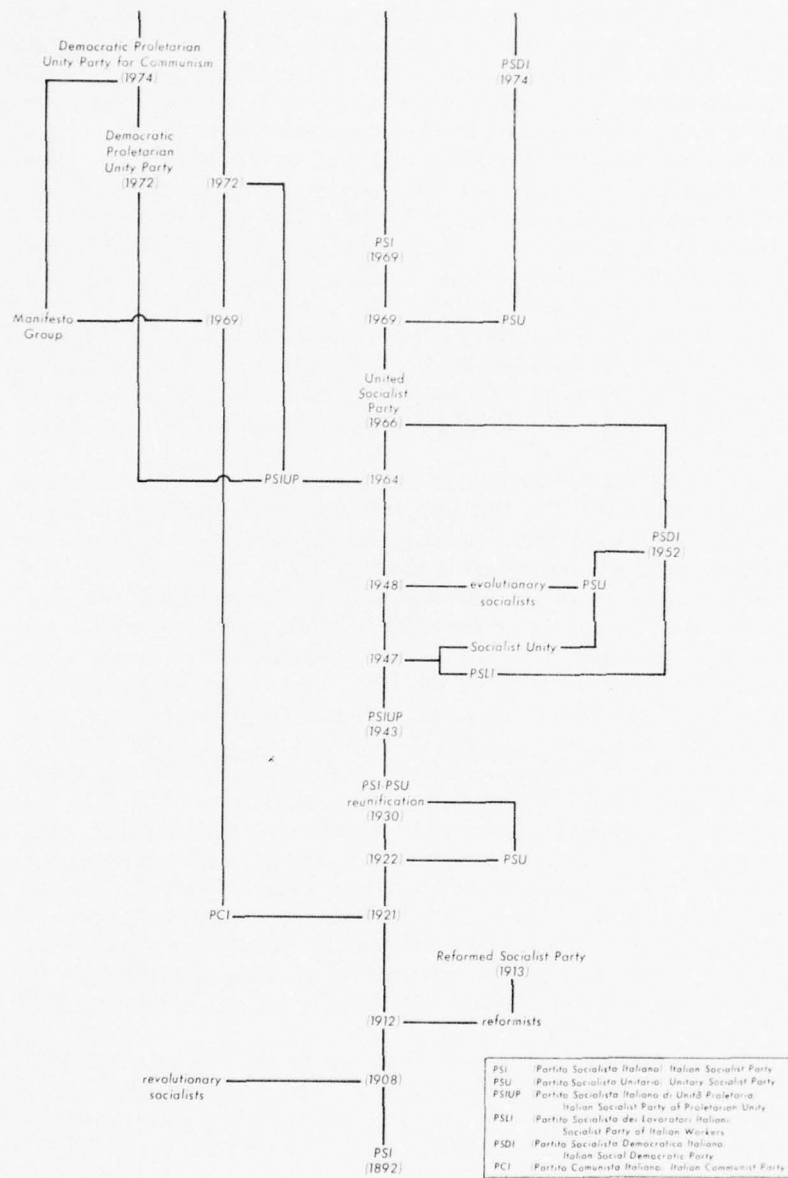 Democratic Proletarian
Unity Party for Communism
(1974)
PSDI
(1974)
Democratic
Proletarian
Unity Party
(1972)
(1972)
PSI
(1969)
Manifesto
Group
(1969)
(1969)
PSU
United
Socialist
Party
(1966)
PSIUP
(1964)
PSDI
(1952)
(1948)
evolutionary
socialists
PSU
(1947)
Socialist Unity
PSLI
PSIUP
(1943)
PSI-PSU
reunification
(1930)
(1922)
PSU
PCI
(1921)
Reformed Socialist Party
(1913)
(1912)
reformists
revolutionary
socialists
(1908)
PSI
(1892)
PSI (Partito Socialista Italiano) Italian Socialist Party
PSU (Partito Socialista Unitario) Unitary Socialist Party
PSIUP (Partito Socialista Italiano di Unità Proletaria)
Italian Socialist Party of Proletarian Unity
PSLI (Partito Socialista dei Lavoratori Italiani)
Socialist Party of Italian Workers
PSDI (Partito Socialista Democratico Italiano)
Italian Social Democratic Party
PCI (Partito Comunista Italiano) Italian Communist Party